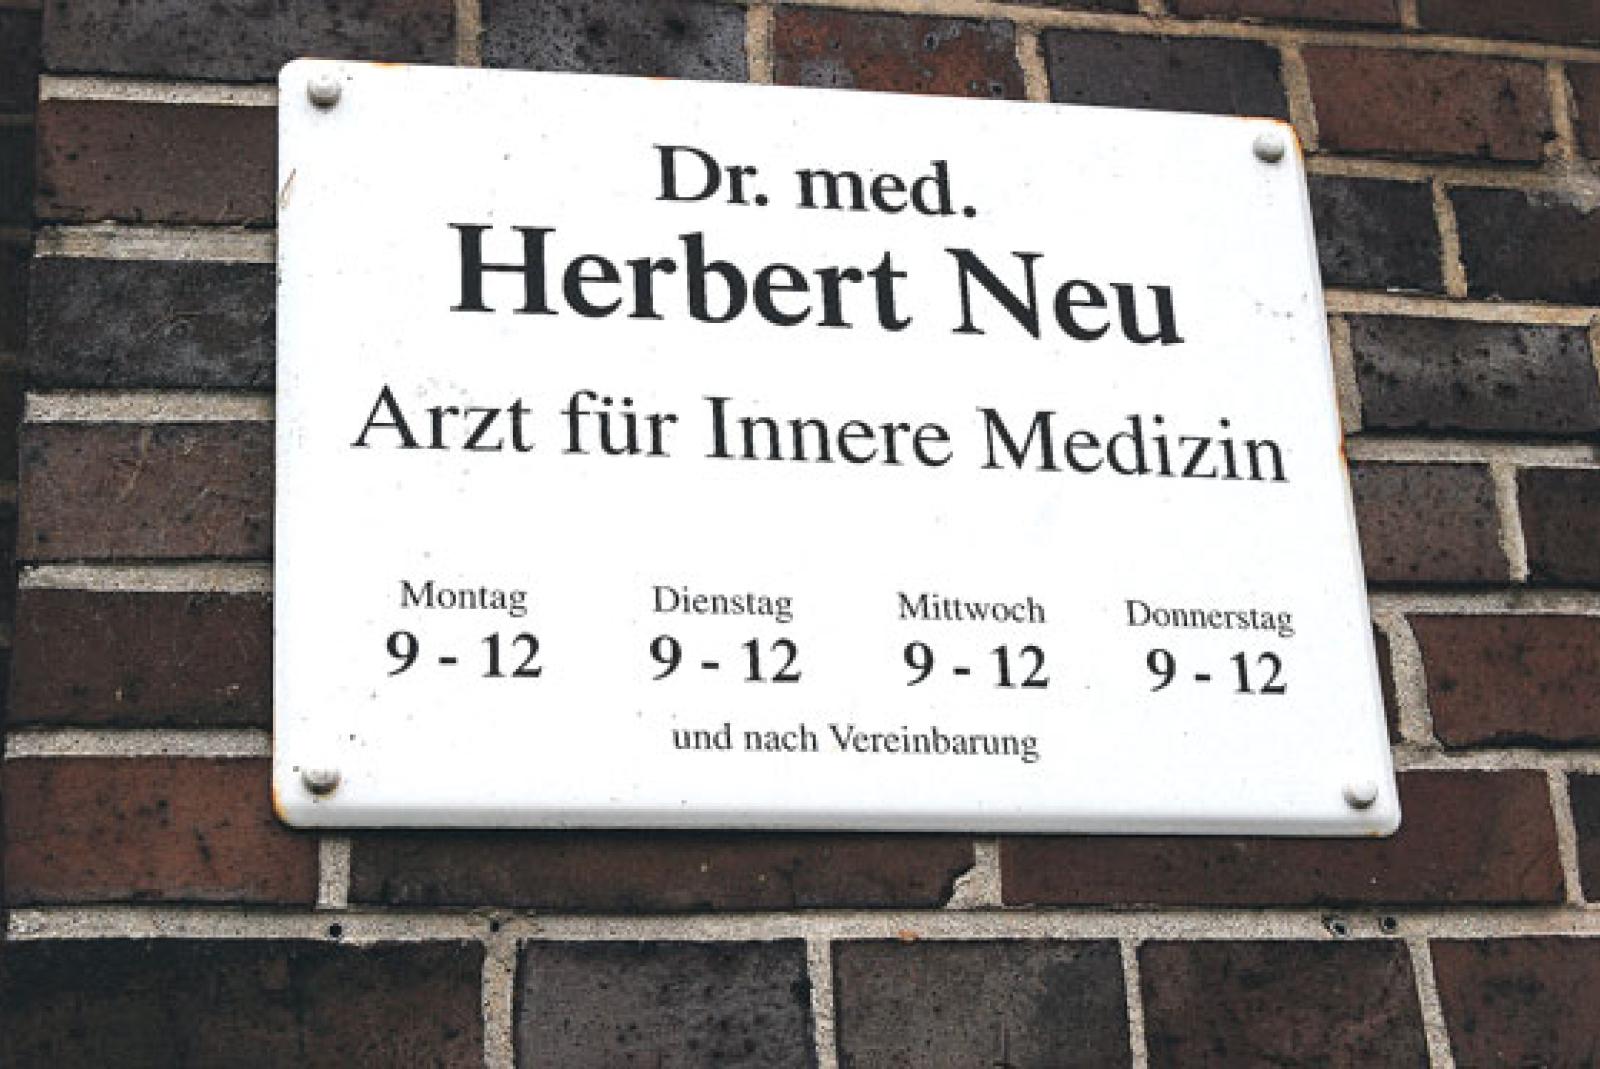 Dr. med.
Herbert Neu
Arzt für Innere Medizin
Montag Dienstag Mittwoch Donnerstag
9 - 12 9 - 12 9 - 12 9 - 12
und nach Vereinbarung